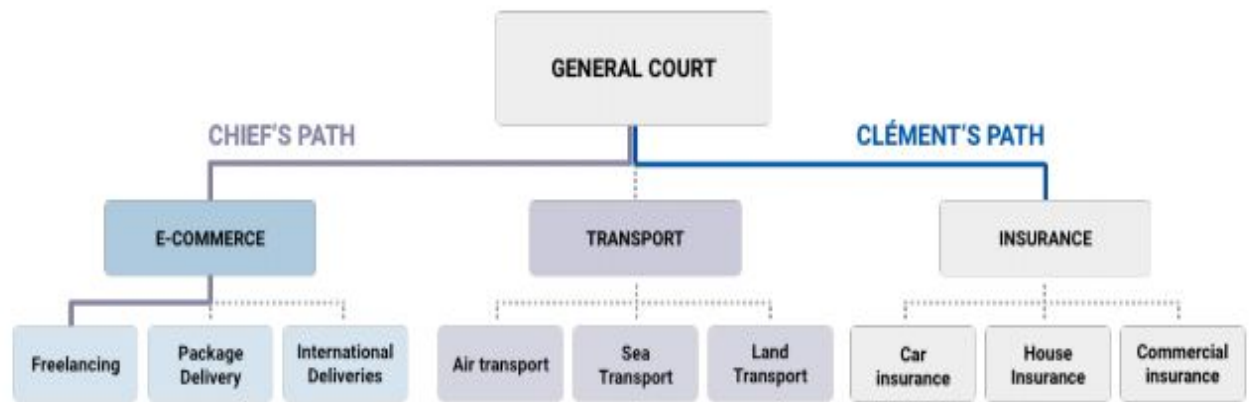 GENERAL COURT
CHIEF'S PATH
CLÉMENT'S PATH
E-COMMERCE
TRANSPORT
INSURANCE
Freelancing
Package
Delivery
International
Deliveries
Air transport
Sea
Transport
Land
Transport
Car
insurance
House
Insurance
Commercial
insurance